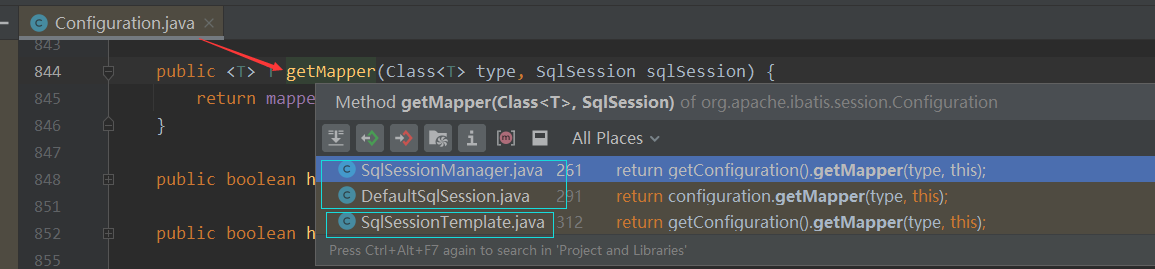 Configuration.java ×
843
844 public <T> T getMapper(Class<T> type, SqlSession sqlSession) {
845 return mappe
846 }
847
848 public boolean h
851
852 public boolean h
855
Method getMapper(Class<T>, SqlSession) of org.apache.ibatis.session.Configuration
All Places
SqlSessionManager.java 261 return getConfiguration().getMapper(type, this);
DefaultSqlSession.java 291 return configuration.getMapper(type, this);
SqlSessionTemplate.java 312 return getConfiguration().getMapper(type, this);
Press Ctrl+Alt+F7 again to search in 'Project and Libraries'